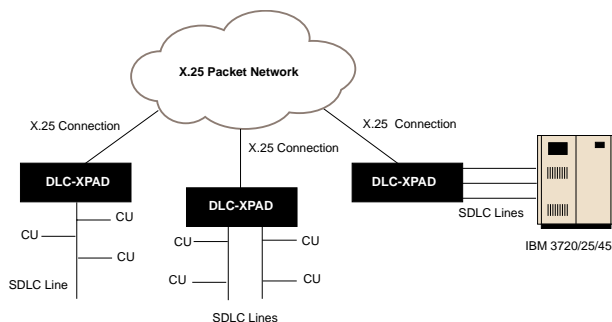 X.25 Packet Network
X.25 Connection
X.25 Connection
X.25 Connection
DLC-XPAD
DLC-XPAD
DLC-XPAD
CU
CU
CU
SDLC Line
CU
CU
CU
CU
SDLC Lines
SDLC Lines
IBM 3720/25/45